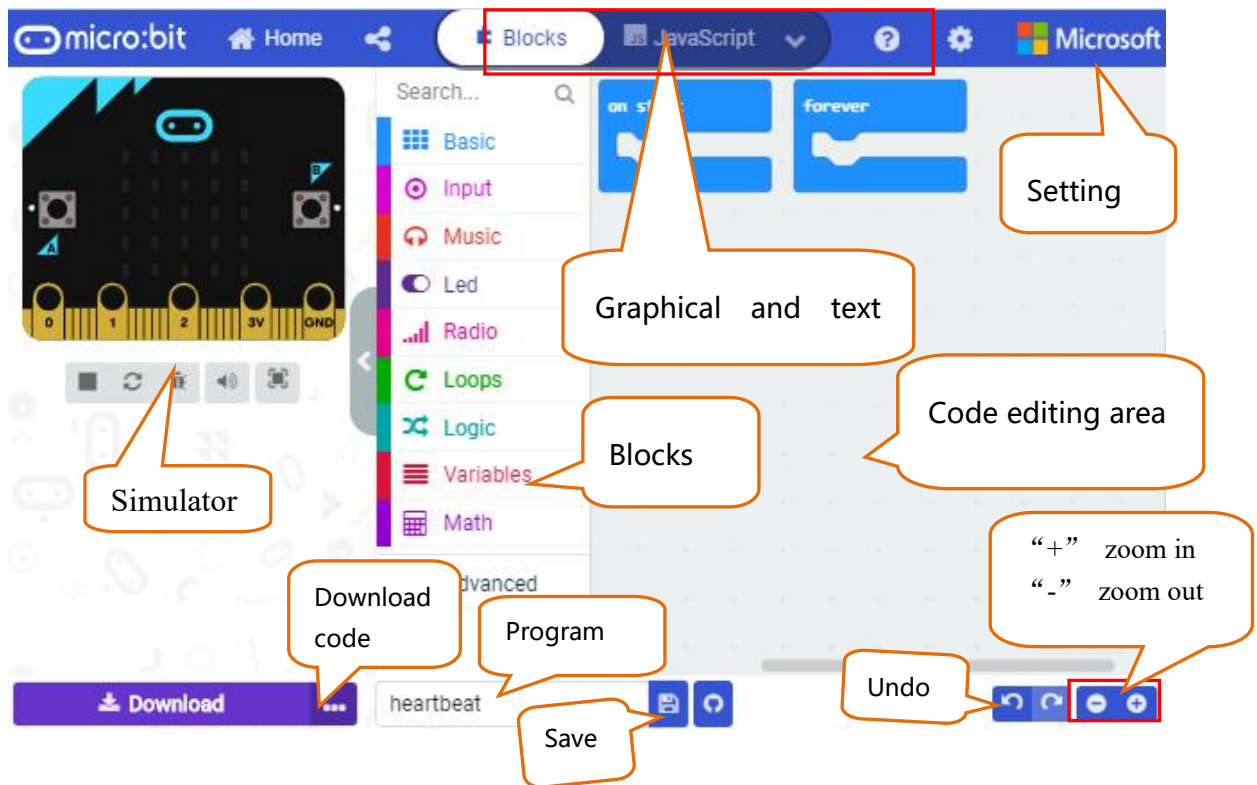 micro:bit Home Blocks JavaScript ? Microsoft
Search...
on st
forever
Basic
Input
Music
Led
Radio
Loops
Logic
Variables
Math
dvanced
A
B
0 1 2 3V GND
Setting
Graphical and text
Code editing area
Blocks
Simulator
“+” zoom in
“-” zoom out
Download
code
Program
Undo
Save
Download ...
heartbeat